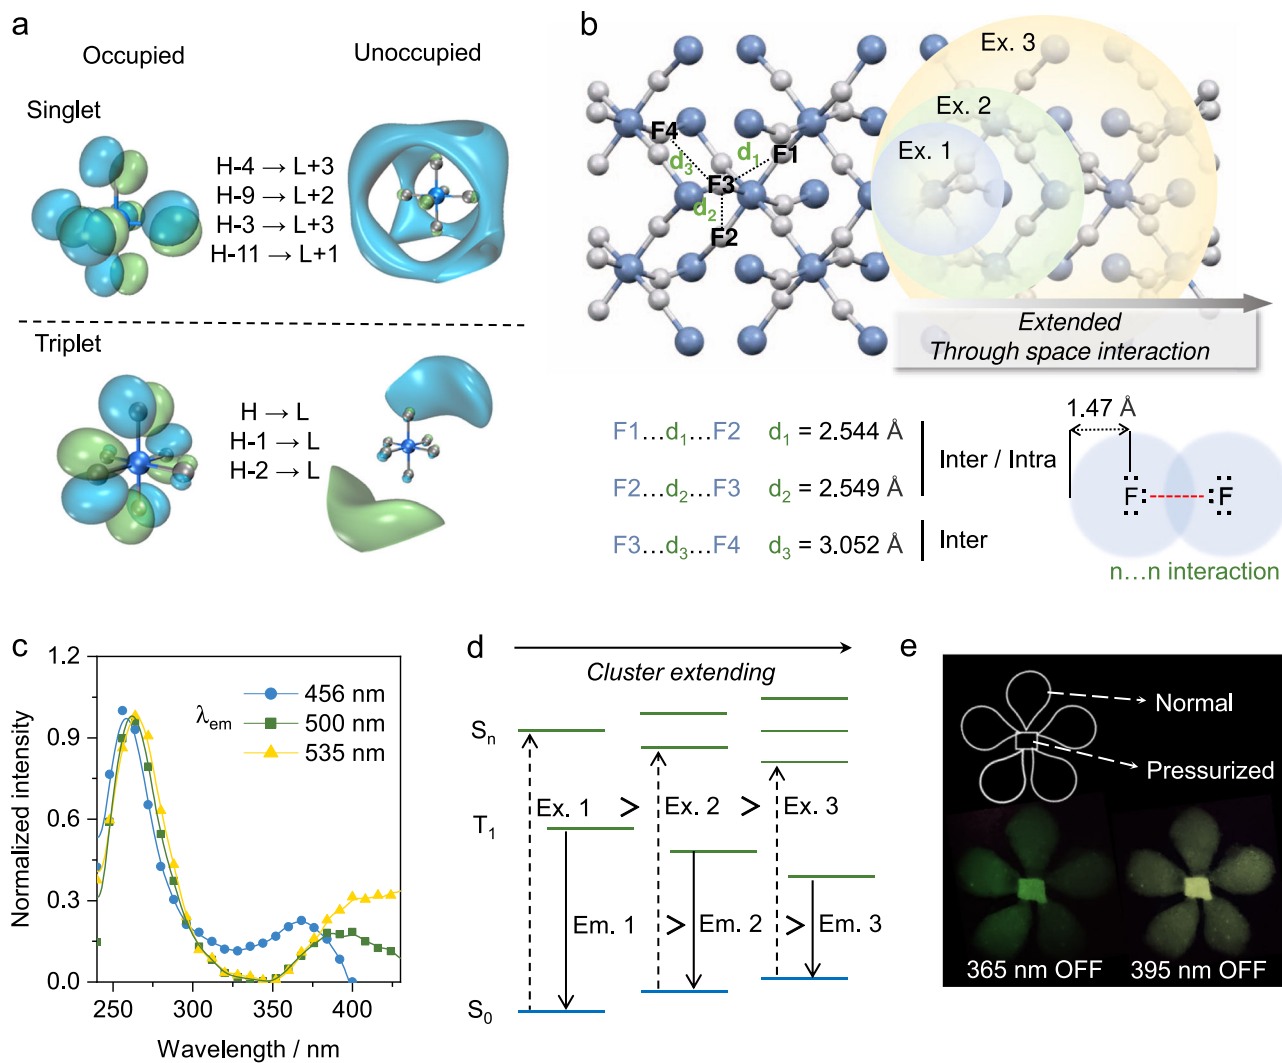 a
Occupied
Unoccupied
Singlet
H-4 → L+3
H-9 → L+2
H-3 → L+3
H-11 → L+1
Triplet
H → L
H-1 → L
H-2 → L
b
Ex. 3
Ex. 2
Ex. 1
F4
d₁
F1
d₃
F3
d₂
F2
Extended
Through space interaction
F1...d₁...F2 d₁ = 2.544 Å
F2...d₂...F3 d₂ = 2.549 Å
Inter / Intra
F3...d₃...F4 d₃ = 3.052 Å
Inter
1.47 Å
:F: :F:
n...n interaction
c
Normalized intensity
1.2
0.9
0.6
0.3
0.0
λem
456 nm
500 nm
535 nm
250 300 350 400
Wavelength / nm
d
Cluster extending
Sn
T₁
S₀
Ex. 1 > Ex. 2 > Ex. 3
Em. 1 > Em. 2 > Em. 3
e
Normal
Pressurized
365 nm OFF
395 nm OFF